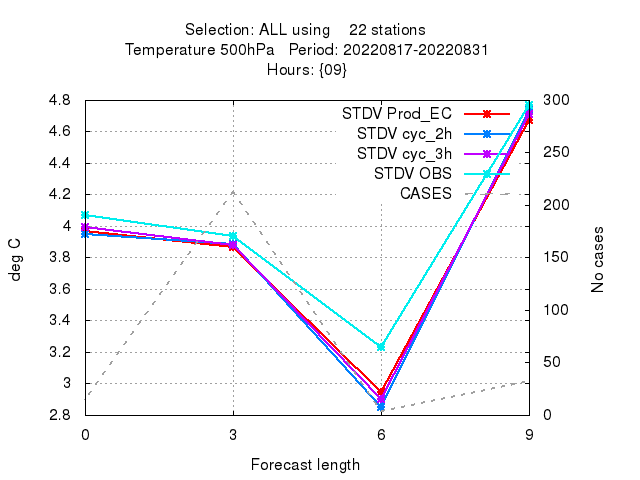 Selection: ALL using    22 stations
Temperature 500hPa   Period: 20220817-20220831
Hours: {09}
STDV Prod_EC
STDV cyc_2h
STDV cyc_3h
STDV OBS
CASES
4.8
4.6
4.4
4.2
4
3.8
3.6
3.4
3.2
3
2.8
deg C
300
250
200
150
100
50
0
No cases
0 3 6 9
Forecast length